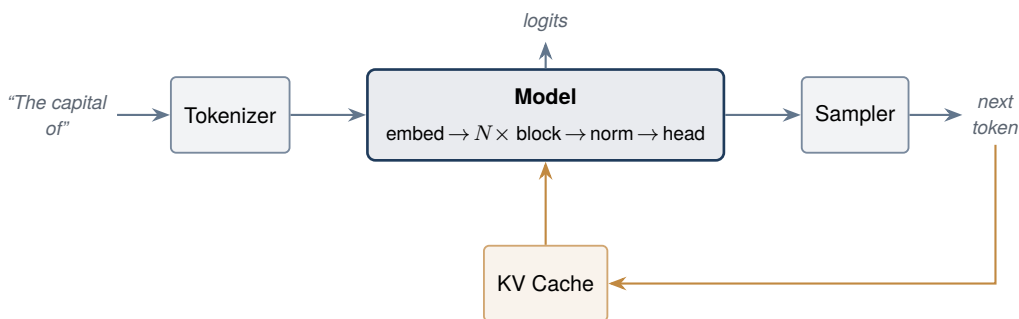 logits
“The capital
of”
Tokenizer
Model
embed → N × block → norm → head
Sampler
next
token
KV Cache